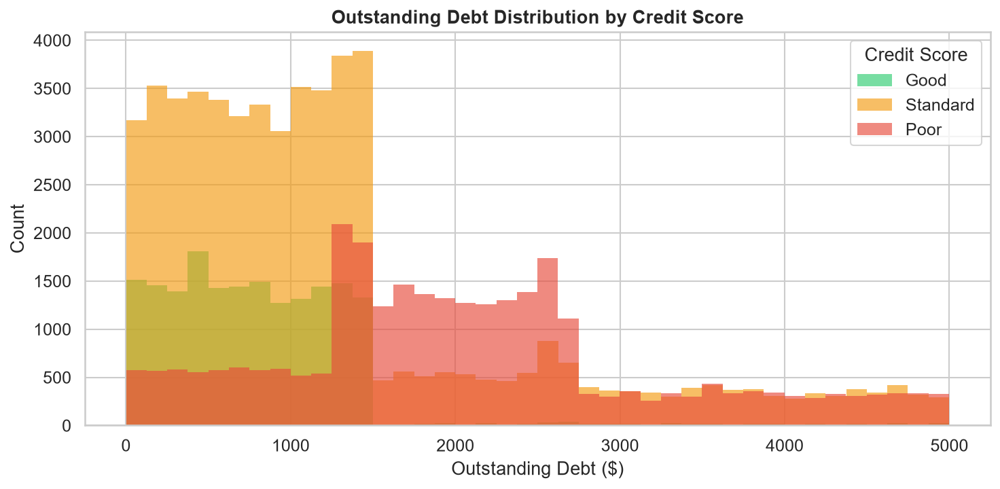 Outstanding Debt Distribution by Credit Score
4000
3500
3000
2500
2000
1500
1000
500
0
Count
Credit Score
Good
Standard
Poor
0 1000 2000 3000 4000 5000
Outstanding Debt ($)